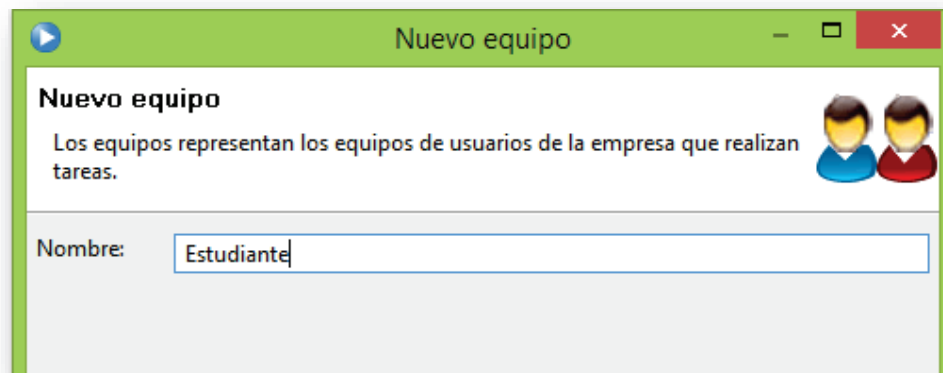 Nuevo equipo
Nuevo equipo
Los equipos representan los equipos de usuarios de la empresa que realizan
tareas.
Nombre: Estudiante